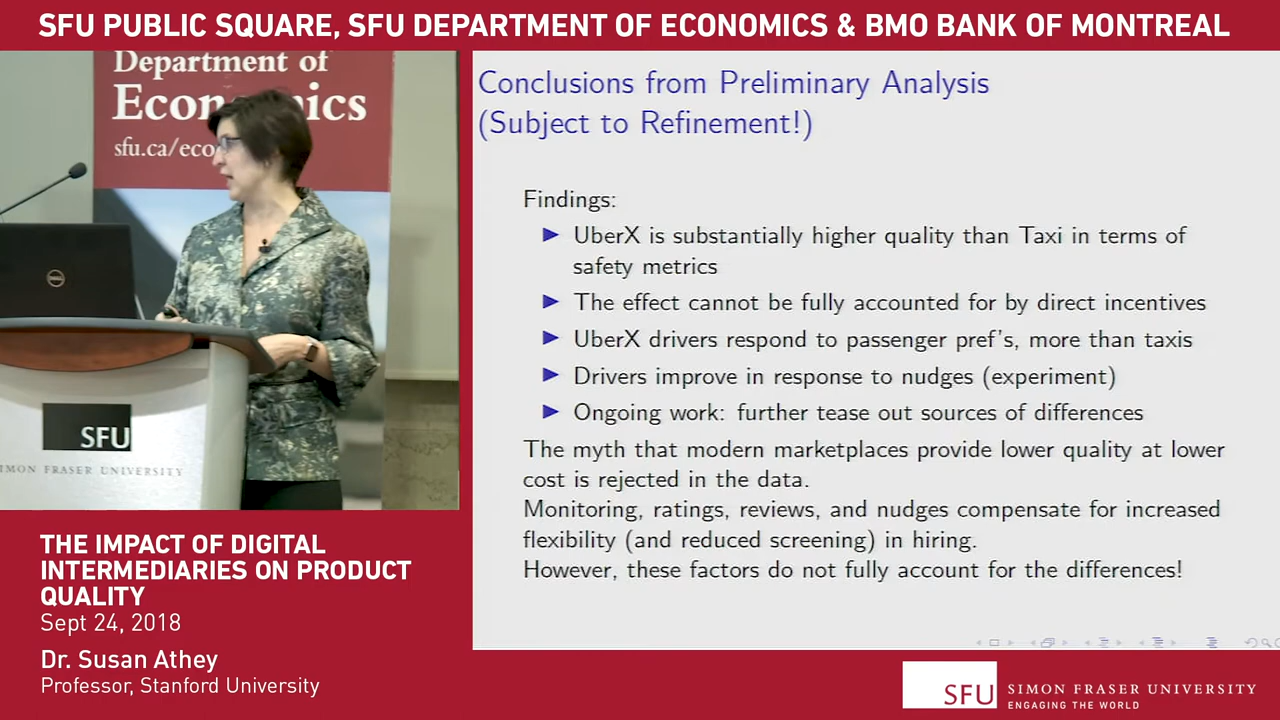 SFU PUBLIC SQUARE, SFU DEPARTMENT OF ECONOMICS & BMO BANK OF MONTREAL
Department of
Economics
sfu.ca/eco
SFU
SIMON FRASER UNIVERSITY
Conclusions from Preliminary Analysis
(Subject to Refinement!)
Findings:
► UberX is substantially higher quality than Taxi in terms of
safety metrics
► The effect cannot be fully accounted for by direct incentives
► UberX drivers respond to passenger pref's, more than taxis
► Drivers improve in response to nudges (experiment)
► Ongoing work: further tease out sources of differences
The myth that modern marketplaces provide lower quality at lower
cost is rejected in the data.
Monitoring, ratings, reviews, and nudges compensate for increased
flexibility (and reduced screening) in hiring.
However, these factors do not fully account for the differences!
THE IMPACT OF DIGITAL
INTERMEDIARIES ON PRODUCT
QUALITY
Sept 24, 2018
Dr. Susan Athey
Professor, Stanford University
SFU
SIMON FRASER UNIVERSITY
ENGAGING THE WORLD